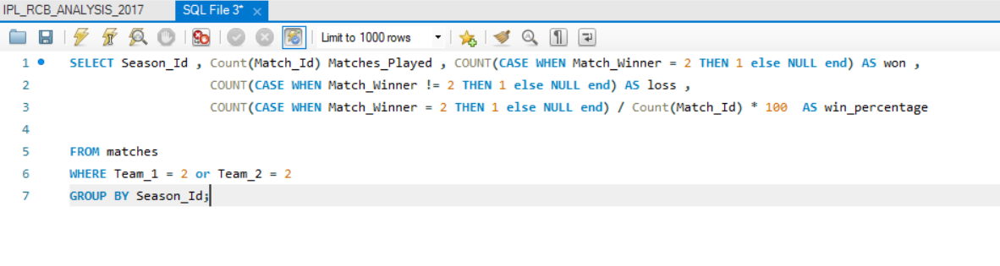 IPL_RCB_ANALYSIS_2017 SQL File 3* ×
Limit to 1000 rows
1 SELECT Season_Id , Count(Match_Id) Matches_Played , COUNT(CASE WHEN Match_Winner = 2 THEN 1 else NULL end) AS won ,
2 COUNT(CASE WHEN Match_Winner != 2 THEN 1 else NULL end) AS loss ,
3 COUNT(CASE WHEN Match_Winner = 2 THEN 1 else NULL end) / Count(Match_Id) * 100 AS win_percentage
4
5 FROM matches
6 WHERE Team_1 = 2 or Team_2 = 2
7 GROUP BY Season_Id;